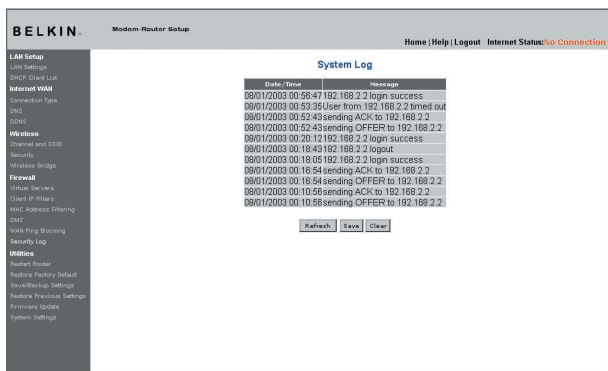 BELKIN
Modem-Router Setup
Home | Help | Logout Internet Status: No Connection
LAN Setup
LAN Settings
DHCP Client List
Internet WAN
Connection Type
DNS
DDNS
Wireless
Channel and SSID
Security
Wireless Bridge
Firewall
Virtual Servers
Client IP Filters
MAC Address Filtering
DMZ
WAN Ping Blocking
Security Log
Utilities
Restart Router
Restore Factory Default
Save/Backup Settings
Restore Previous Settings
Firmware Update
System Settings
System Log
Date/Time Message
08/01/2003 00:56:47 192.168.2.2 login success
08/01/2003 00:53:35 User from 192.168.2.2 timed out
08/01/2003 00:52:43 sending ACK to 192.168.2.2
08/01/2003 00:52:43 sending OFFER to 192.168.2.2
08/01/2003 00:20:12 192.168.2.2 login success
08/01/2003 00:18:43 192.168.2.2 logout
08/01/2003 00:18:05 192.168.2.2 login success
08/01/2003 00:16:54 sending ACK to 192.168.2.2
08/01/2003 00:16:54 sending OFFER to 192.168.2.2
08/01/2003 00:10:56 sending ACK to 192.168.2.2
08/01/2003 00:10:56 sending OFFER to 192.168.2.2
Refresh Save Clear